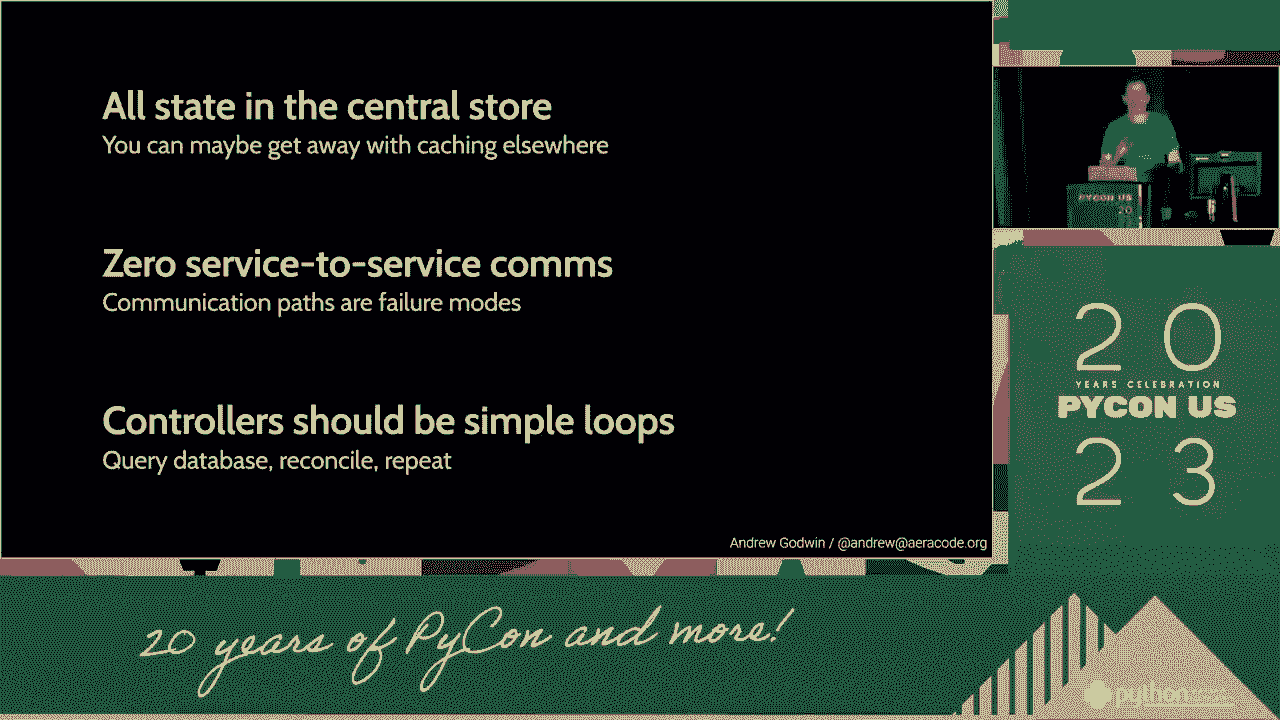 All state in the central store
You can maybe get away with caching elsewhere
Zero service-to-service comms
Communication paths are failure modes
Controllers should be simple loops
Query database, reconcile, repeat
Andrew Godwin / @andrew@aeracode.org
PYCON US
20
20
YEARS CELEBRATION
PYCON US
23
20 years of PyCon and more!
python